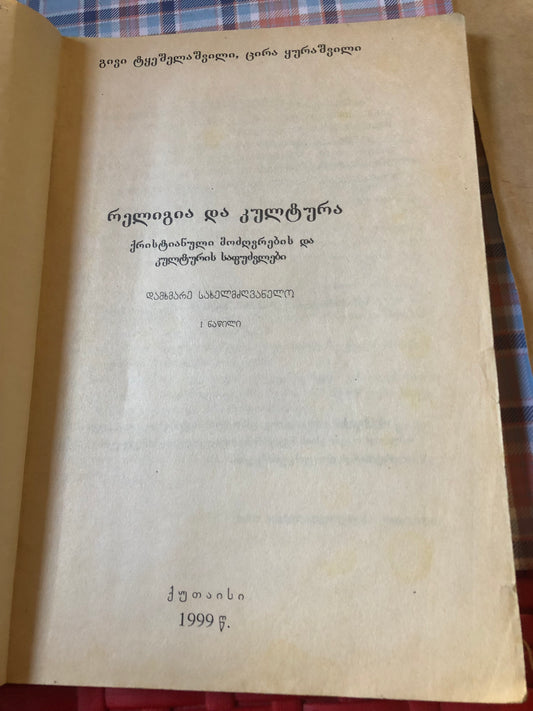 გივი ტყეშელაშვილი, ცირა ყურაშვილი
რელიგია და კულტურა
ქრისტიანული მოძღვრების და
კულტურის საფუძვლები
დამხმარე სახელმძღვანელო
I ნაწილი
ქუთაისი
1999 წ.